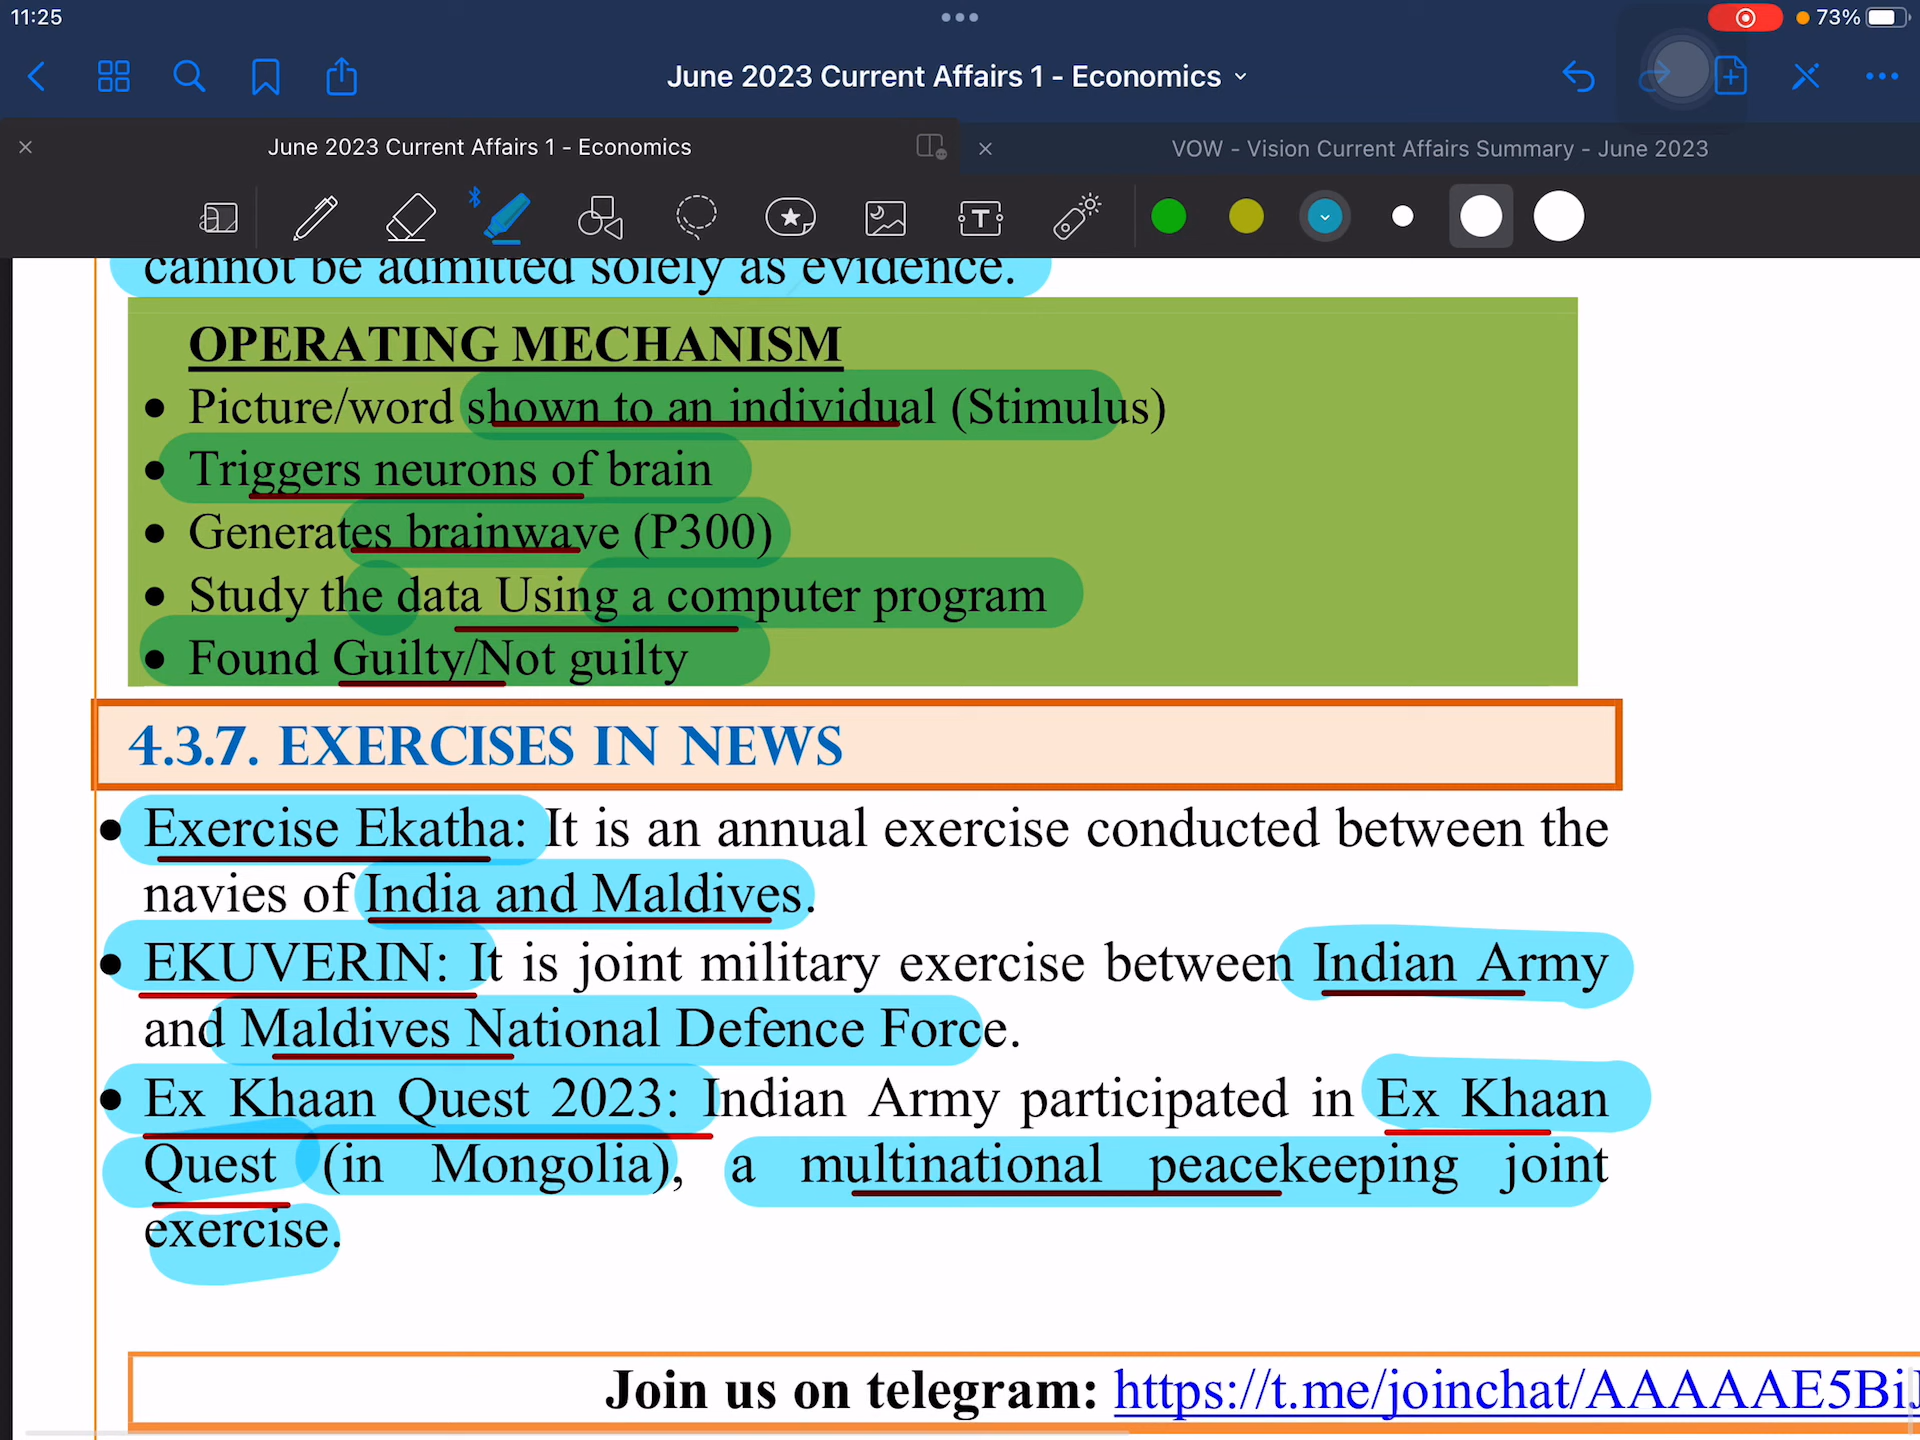 11:25
73%
June 2023 Current Affairs 1 - Economics
June 2023 Current Affairs 1 - Economics
VOW - Vision Current Affairs Summary - June 2023
cannot be admitted solely as evidence.
OPERATING MECHANISM
• Picture/word shown to an individual (Stimulus)
• Triggers neurons of brain
• Generates brainwave (P300)
• Study the data Using a computer program
• Found Guilty/Not guilty
4.3.7. EXERCISES IN NEWS
• Exercise Ekatha: It is an annual exercise conducted between the
navies of India and Maldives.
• EKUVERIN: It is joint military exercise between Indian Army
and Maldives National Defence Force.
• Ex Khaan Quest 2023: Indian Army participated in Ex Khaan
Quest (in Mongolia), a multinational peacekeeping joint
exercise.
Join us on telegram: https://t.me/joinchat/AAAAAE5Bi